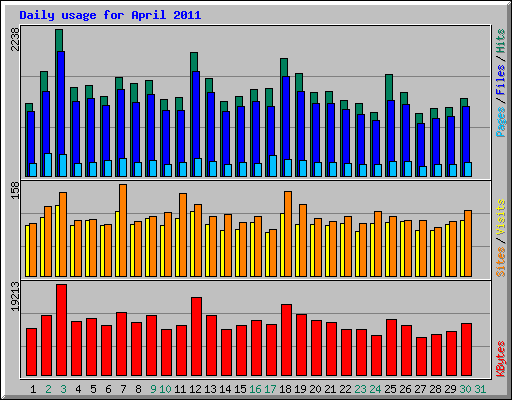 Daily usage for April 2011
2238
Pages / Files / Hits
158
Sites / Visits
19213
KBytes
1 2 3 4 5 6 7 8 9 10 11 12 13 14 15 16 17 18 19 20 21 22 23 24 25 26 27 28 29 30 31